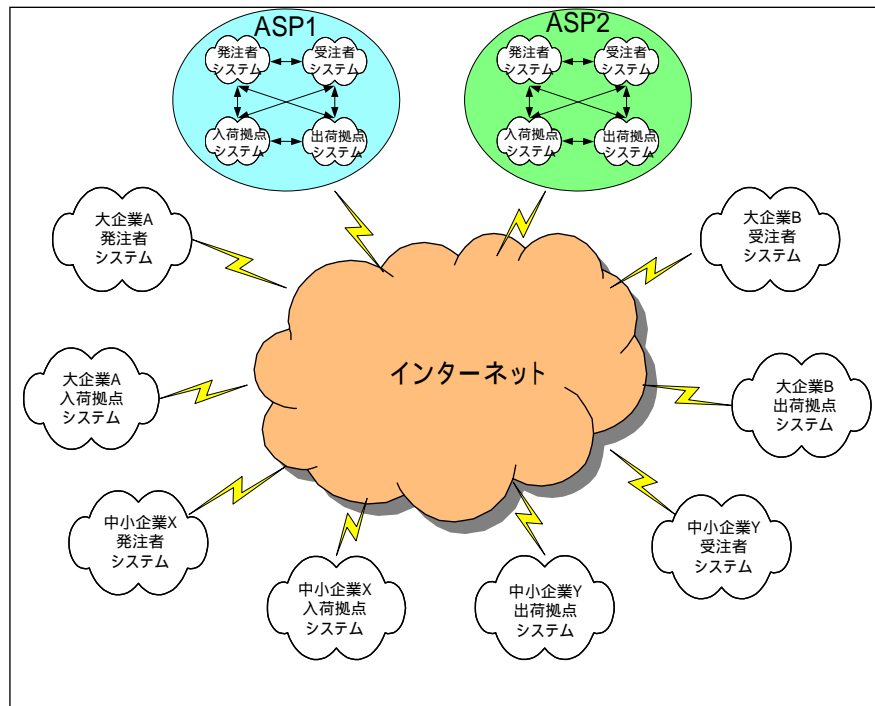 ASP1
発注者
システム
受注者
システム
入荷拠点
システム
出荷拠点
システム
ASP2
発注者
システム
受注者
システム
入荷拠点
システム
出荷拠点
システム
大企業A
発注者
システム
大企業B
受注者
システム
インターネット
大企業A
入荷拠点
システム
大企業B
出荷拠点
システム
中小企業X
発注者
システム
中小企業Y
受注者
システム
中小企業X
入荷拠点
システム
中小企業Y
出荷拠点
システム